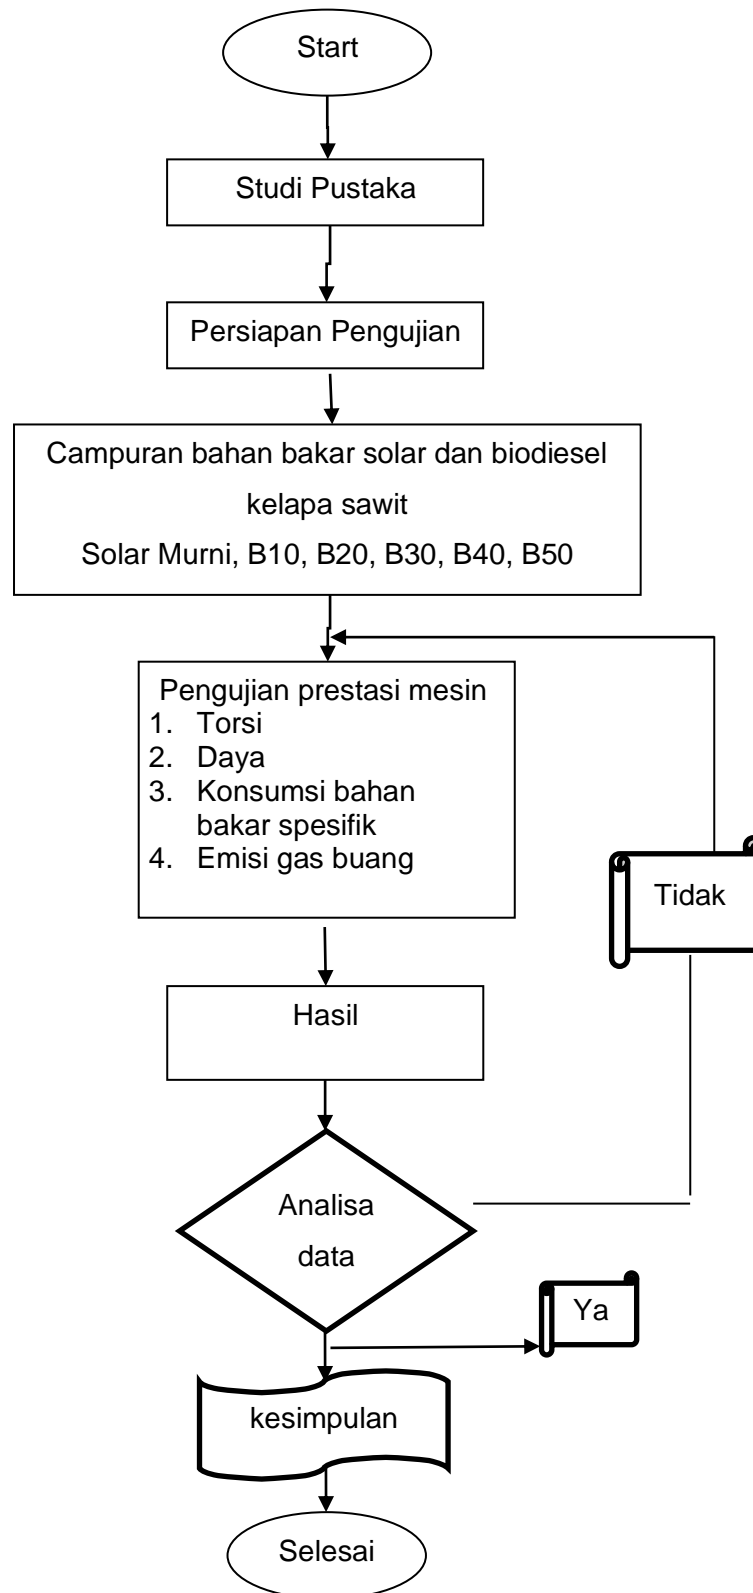 Start
Studi Pustaka
Persiapan Pengujian
Campuran bahan bakar solar dan biodiesel
kelapa sawit
Solar Murni, B10, B20, B30, B40, B50
Pengujian prestasi mesin
1. Torsi
2. Daya
3. Konsumsi bahan
bakar spesifik
4. Emisi gas buang
Tidak
Hasil
Analisa
data
Ya
kesimpulan
Selesai